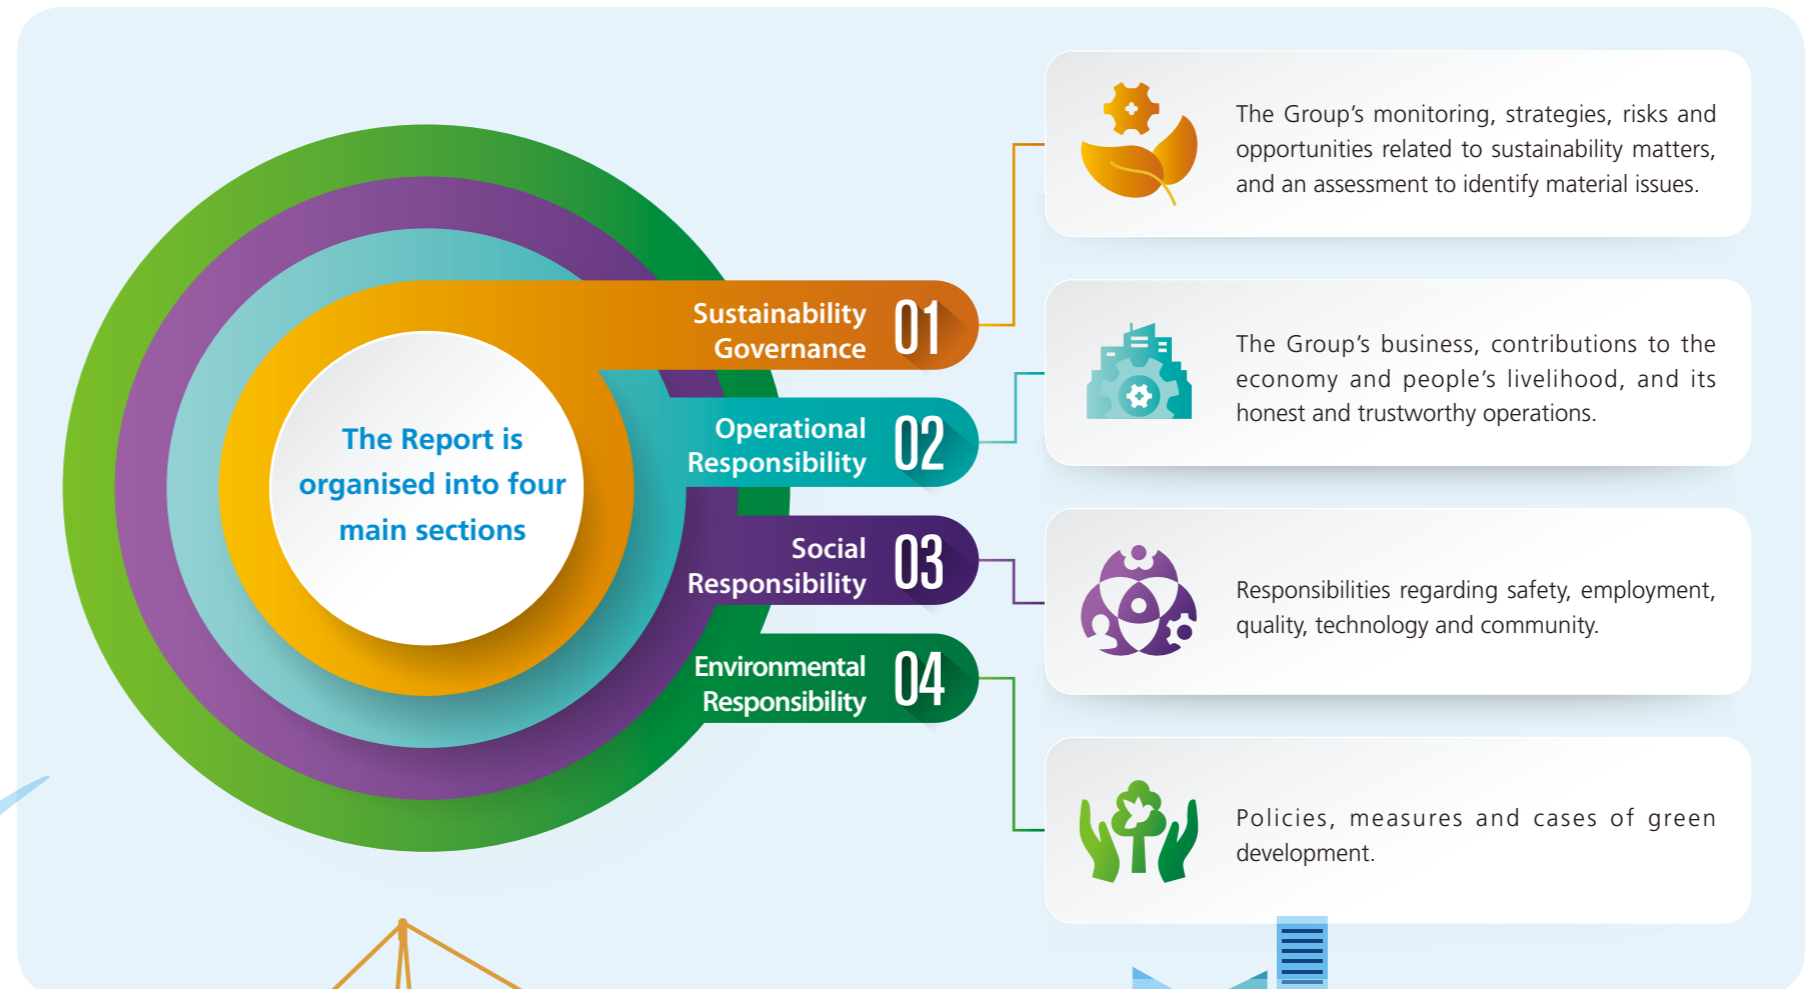 The Report is
organised into four
main sections
Sustainability
Governance
01
The Group's monitoring, strategies, risks and
opportunities related to sustainability matters,
and an assessment to identify material issues.
Operational
Responsibility
02
The Group's business, contributions to the
economy and people's livelihood, and its
honest and trustworthy operations.
Social
Responsibility
03
Responsibilities regarding safety, employment,
quality, technology and community.
Environmental
Responsibility
04
Policies, measures and cases of green
development.